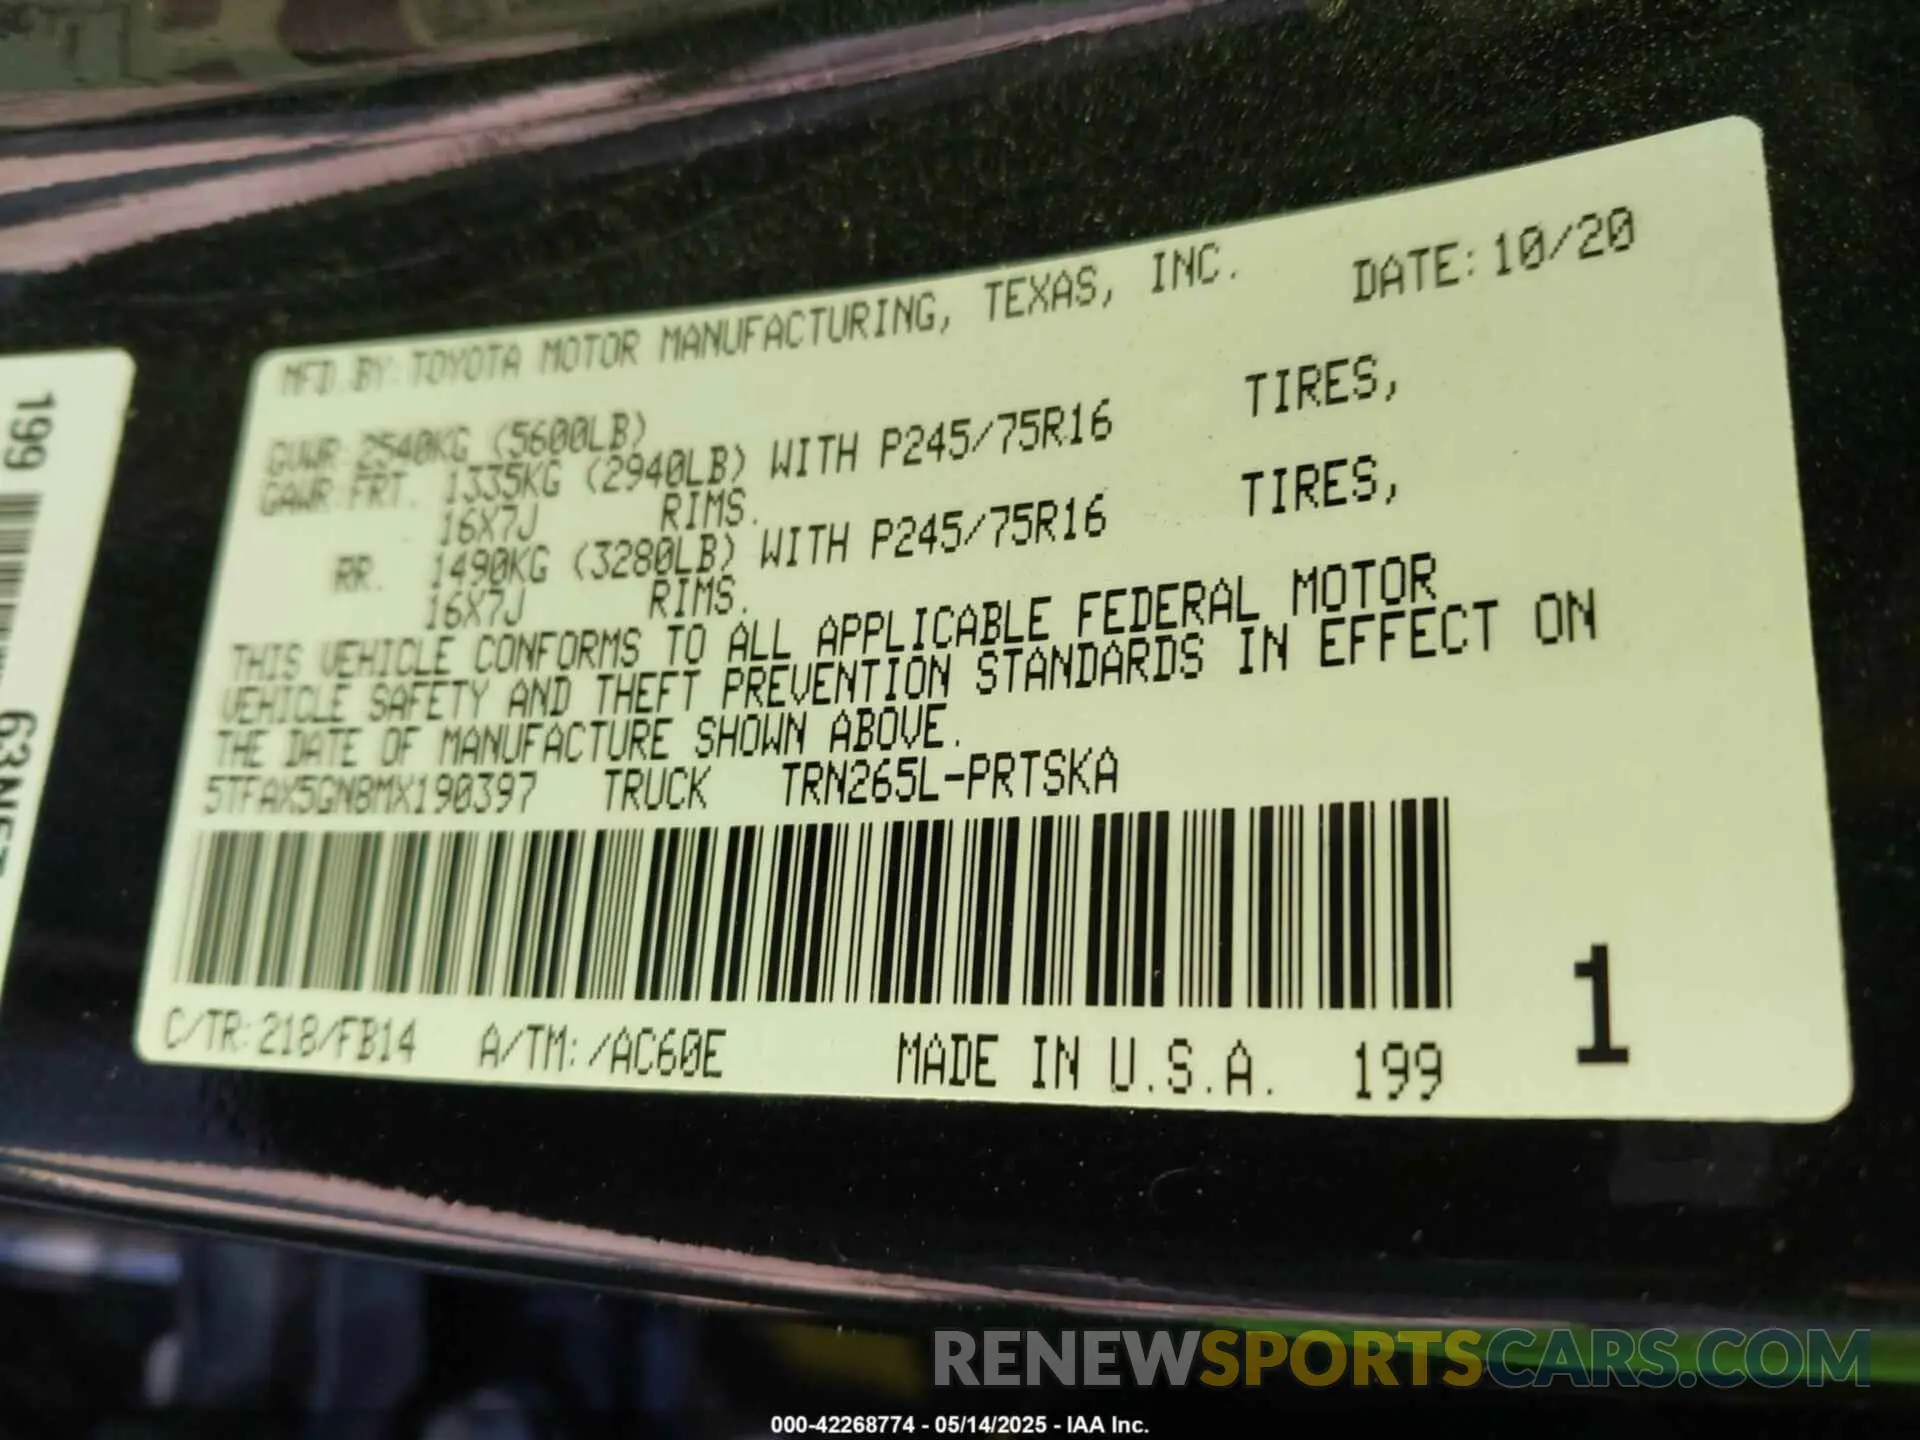 MFD. BY: TOYOTA MOTOR MANUFACTURING, TEXAS, INC. DATE: 10/20
GVWR 2540KG (5600LB)
GAWR FRT. 1335KG (2940LB) WITH P245/75R16 TIRES,
16X7J RIMS.
RR. 1490KG (3280LB) WITH P245/75R16 TIRES,
16X7J RIMS.
THIS VEHICLE CONFORMS TO ALL APPLICABLE FEDERAL MOTOR
VEHICLE SAFETY AND THEFT PREVENTION STANDARDS IN EFFECT ON
THE DATE OF MANUFACTURE SHOWN ABOVE.
5TFAX5GN8MX190397 TRUCK TRN265L-PRTSKA
C/TR: 218/FB14 A/TM: /AC60E MADE IN U.S.A. 199 1
199
RENEWSPORTSCARS.COM
000-42268774 - 05/14/2025 - IAA Inc.